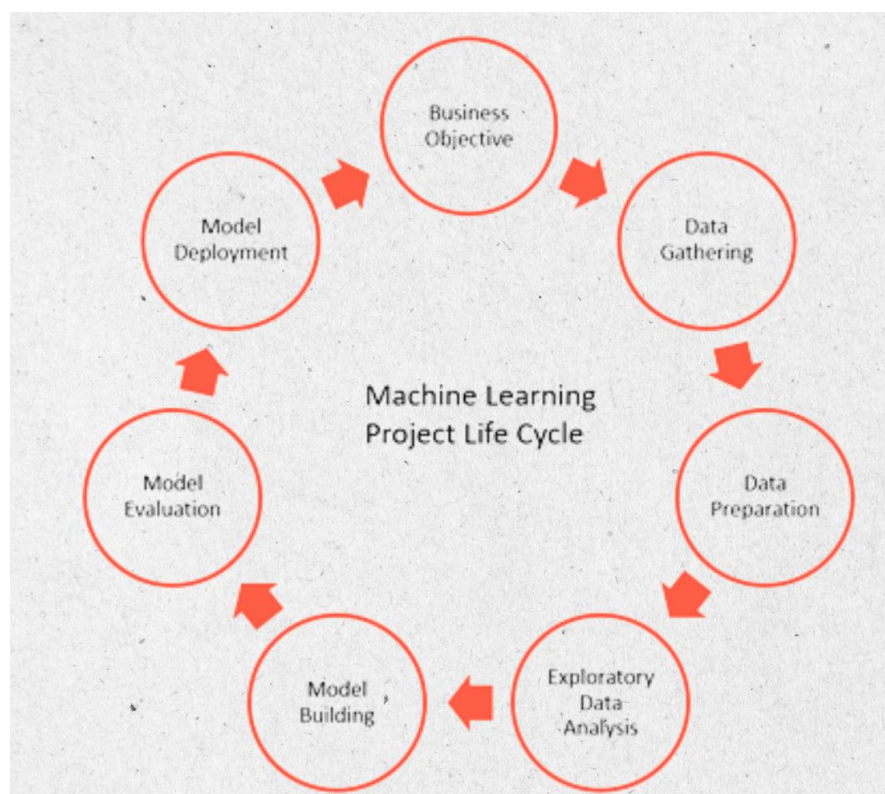 Business
Objective
Data
Gathering
Data
Preparation
Exploratory
Data
Analysis
Model
Building
Model
Evaluation
Model
Deployment
Machine Learning
Project Life Cycle